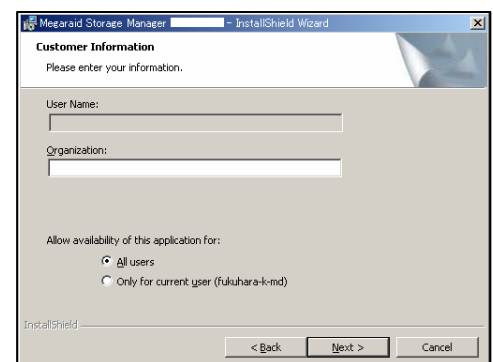 Megaraid Storage Manager - InstallShield Wizard
Customer Information
Please enter your information.
User Name:
Organization:
Allow availability of this application for:
All users
Only for current user (fukuhara-k-md)
InstallShield
< Back Next > Cancel